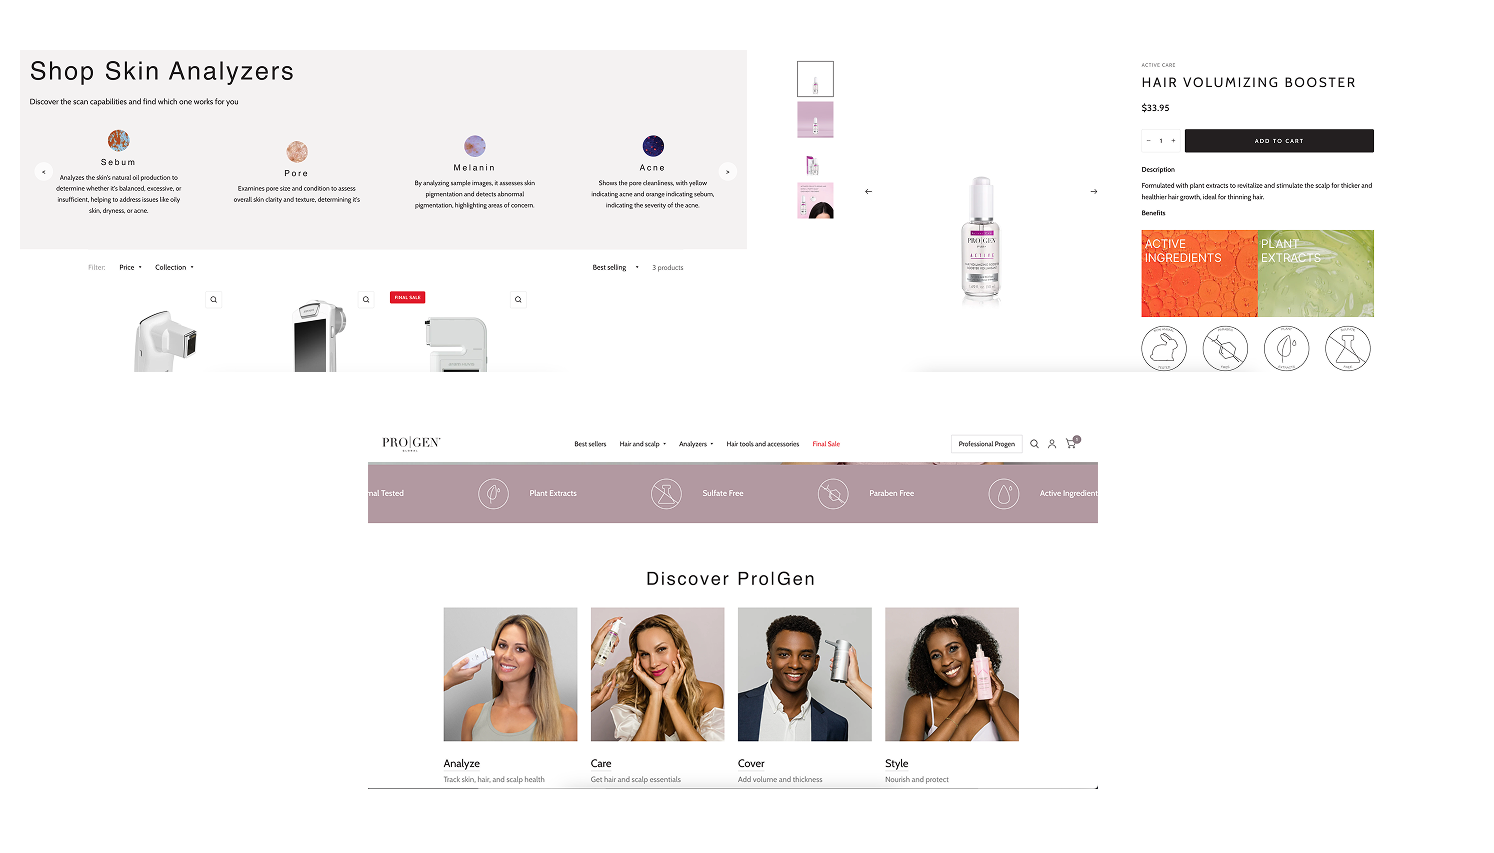 Shop Skin Analyzers
Discover the scan capabilities and find which one works for you
Sebum
Analyzes the skin's natural oil production to
determine whether it's balanced, excessive, or
insufficient, helping to address issues like oily
skin, dryness, or acne.
Pore
Examines pore size and condition to assess
overall skin clarity and texture, determining it's
Melanin
By analyzing sample images, it assesses skin
pigmentation and detects abnormal
pigmentation, highlighting areas of concern.
Acne
Shows the pore cleanliness, with yellow
indicating acne and orange indicating sebum,
indicating the severity of the acne.
Filter: Price Collection
Best selling 3 products
FINAL SALE
ACTIVE CARE
HAIR VOLUMIZING BOOSTER
$33.95
− 1 +
ADD TO CART
Description
Formulated with plant extracts to revitalize and stimulate the scalp for thicker and
healthier hair growth, ideal for thinning hair.
Benefits
ACTIVE
INGREDIENTS
PLANT
EXTRACTS
PRO|GEN
ACTIVE
HAIR VOLUMIZING BOOSTER
PRO|GEN
GLOBAL
Best sellers Hair and scalp Analyzers Hair tools and accessories Final Sale
Professional Progen
mal Tested
Plant Extracts
Sulfate Free
Paraben Free
Active Ingredient
Discover Pro|Gen
Analyze
Track skin, hair, and scalp health
Care
Get hair and scalp essentials
Cover
Add volume and thickness
Style
Nourish and protect